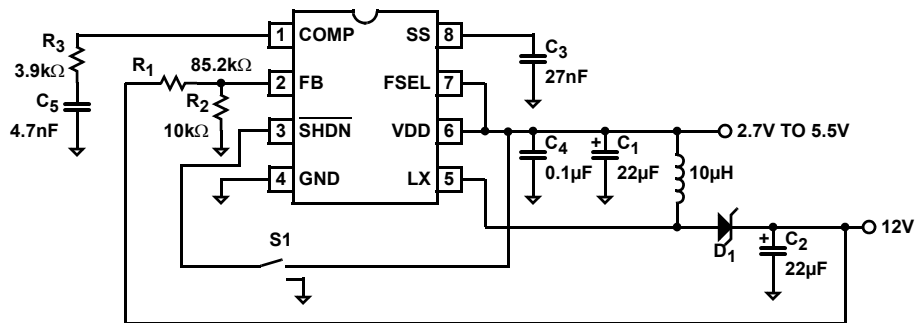 1 COMP
SS 8
R3
3.9kΩ
C5
4.7nF
R1
85.2kΩ
2 FB
R2
10kΩ
3 SHDN
4 GND
FSEL 7
VDD 6
LX 5
C3
27nF
C4
0.1µF
+ C1
22µF
2.7V TO 5.5V
10µH
D1
+ C2
22µF
12V
S1